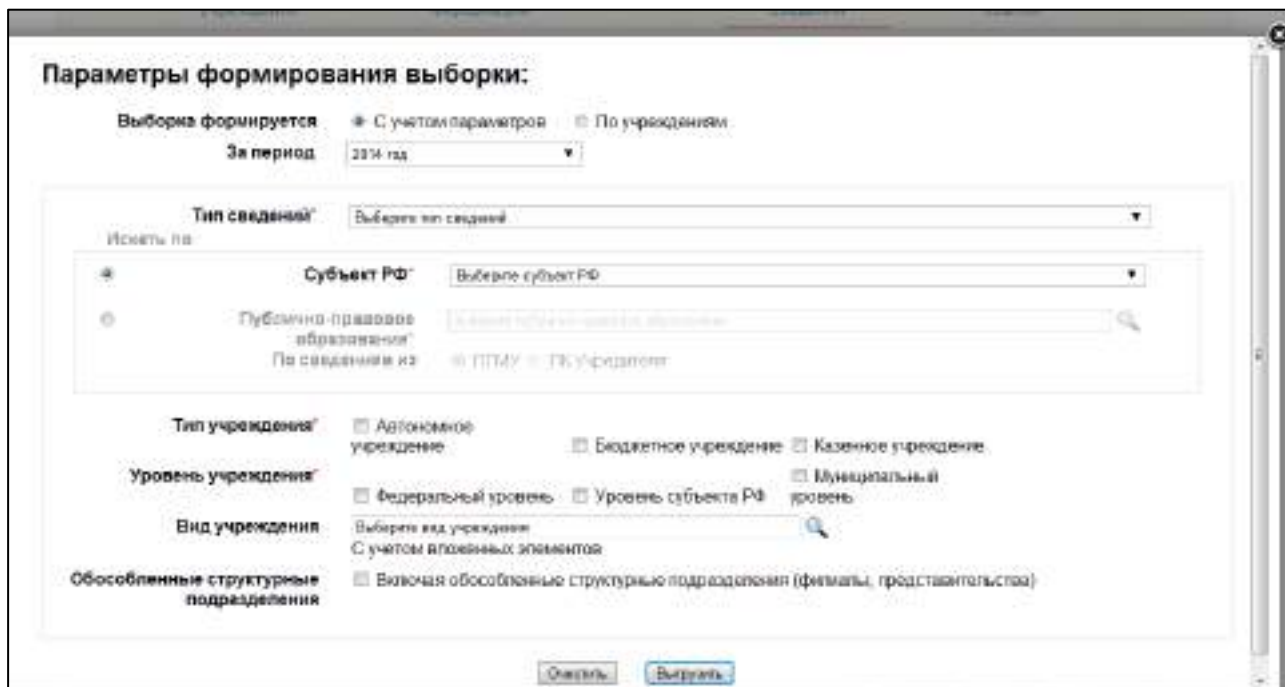 Параметры формирования выборки:
Выборка формируется С учетом параметров По учреждениям
За период 2014 год
Тип сведений* Выберите тип сведений
Искать по
Субъект РФ* Выберите субъект РФ
Публично-правовое
образование*
По сведениям из ППМУ ЛК Учредителя
Тип учреждения* Автономное
учреждение Бюджетное учреждение Казенное учреждение
Уровень учреждения* Муниципальный
Федеральный уровень Уровень субъекта РФ уровень
Вид учреждения Выберите вид учреждения
С учетом вложенных элементов
Обособленные структурные Включая обособленные структурные подразделения (филиалы, представительства)
подразделения
Очистить Выгрузить